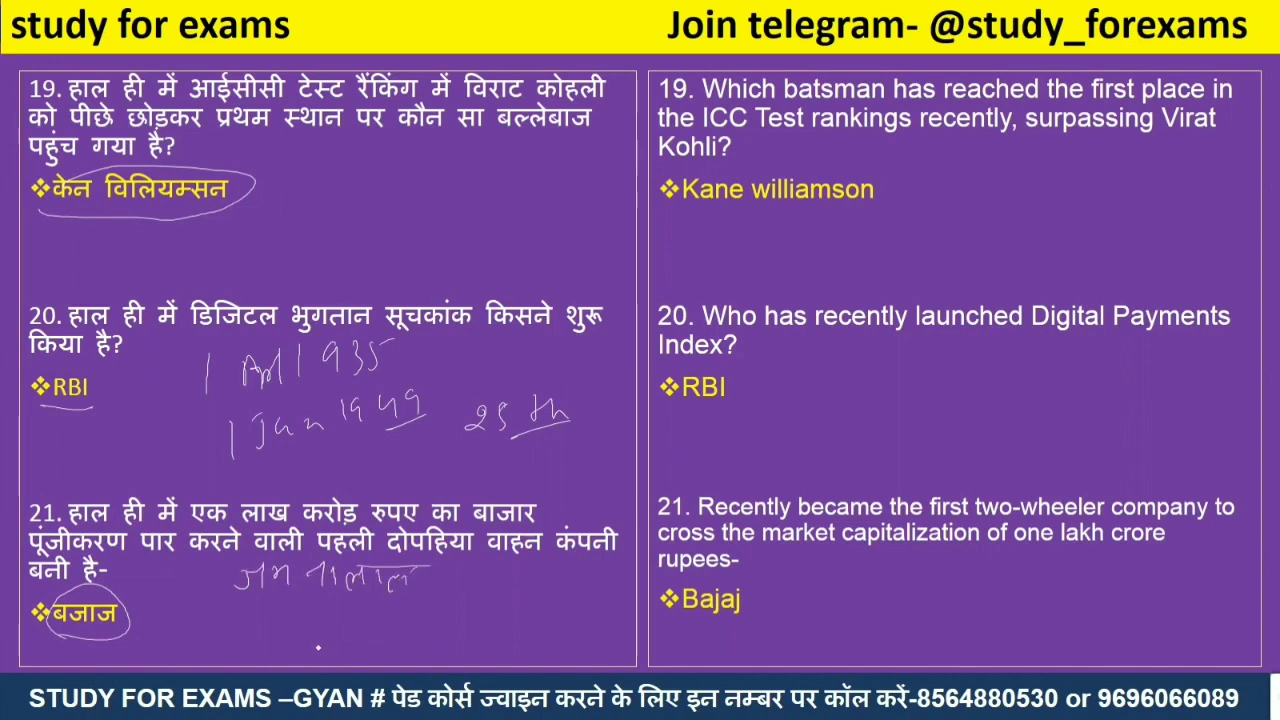 study for exams
Join telegram- @study_forexams
19. हाल ही में आईसीसी टेस्ट रैंकिंग में विराट कोहली
को पीछे छोड़कर प्रथम स्थान पर कौन सा बल्लेबाज
पहुंच गया है?
❖केन विलियम्सन
20. हाल ही में डिजिटल भुगतान सूचकांक किसने शुरू
किया है?
❖RBI
1 1935
1 Jan 1949 25 th
21. हाल ही में एक लाख करोड़ रुपए का बाजार
पूंजीकरण पार करने वाली पहली दोपहिया वाहन कंपनी
बनी है-
❖बजाज
19. Which batsman has reached the first place in
the ICC Test rankings recently, surpassing Virat
Kohli?
❖Kane williamson
20. Who has recently launched Digital Payments
Index?
❖RBI
21. Recently became the first two-wheeler company to
cross the market capitalization of one lakh crore
rupees-
❖Bajaj
STUDY FOR EXAMS –GYAN # पेड कोर्स ज्वाइन करने के लिए इन नम्बर पर कॉल करें-8564880530 or 9696066089